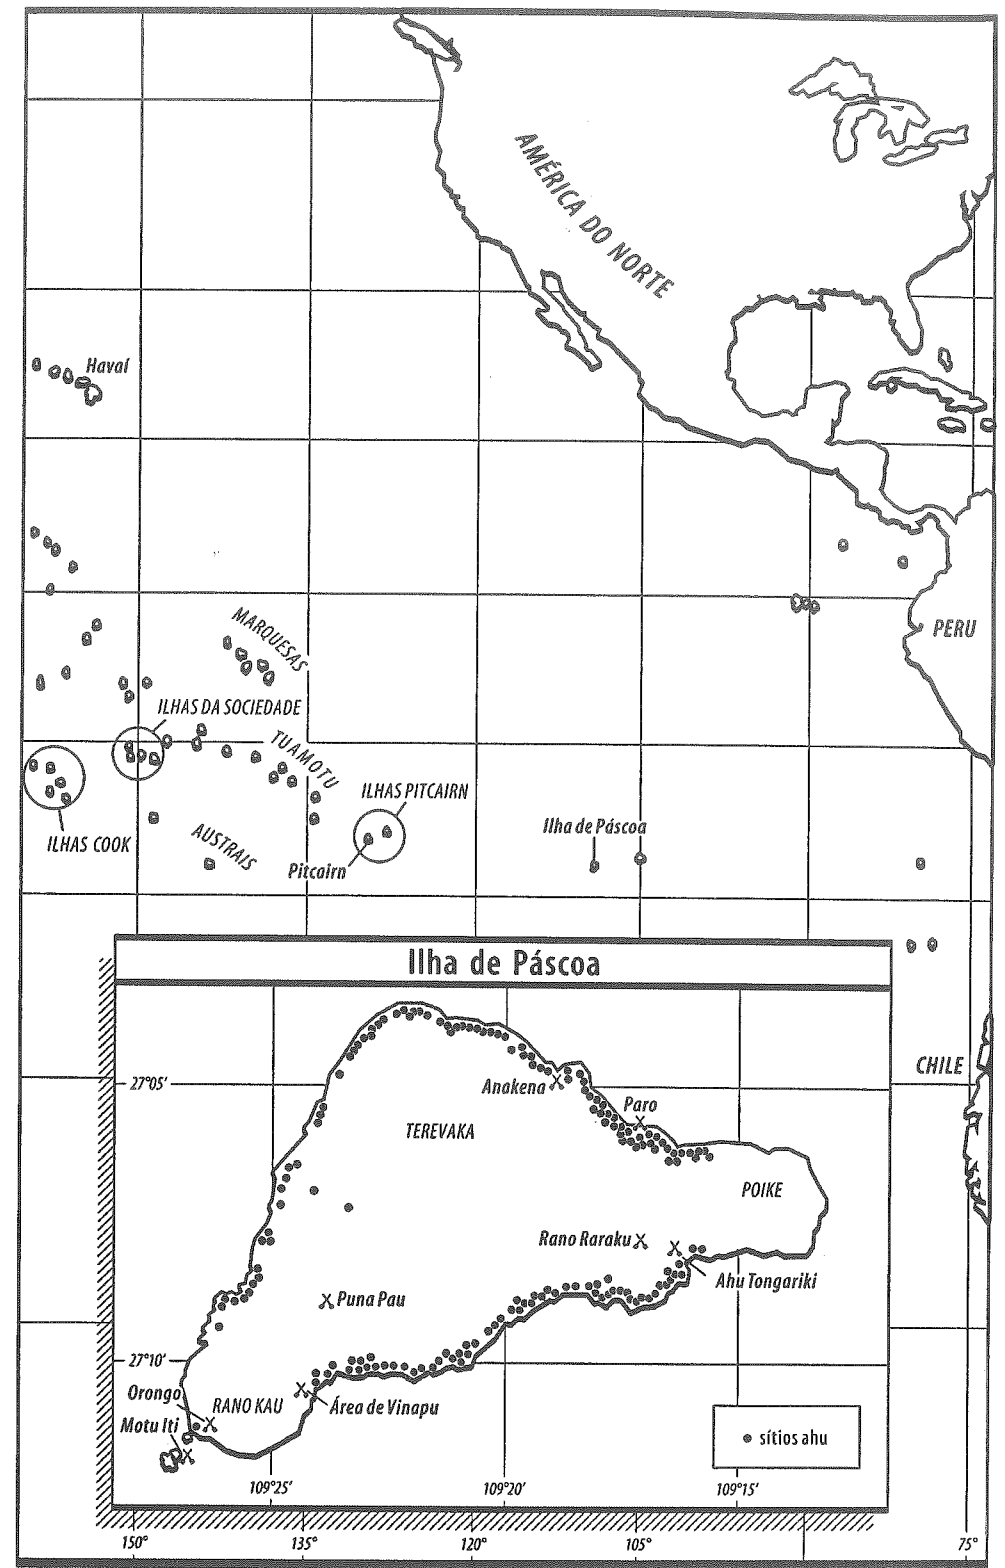 AMÉRICA DO NORTE
Havaí
MARQUESAS
PERU
ILHAS DA SOCIEDADE
TUAMOTU
ILHAS PITCAIRN
ILHAS COOK
AUSTRAIS
Pitcairn
Ilha de Páscoa
CHILE
Ilha de Páscoa
27°05'
Anakena
Paro
TEREVAKA
POIKE
Rano Raraku
Ahu Tongariki
Puna Pau
27°10'
Orongo
RANO KAU
Área de Vinapu
Motu Iti
sítios ahu
109°25'
109°20'
109°15'
150°
135°
120°
105°
75°